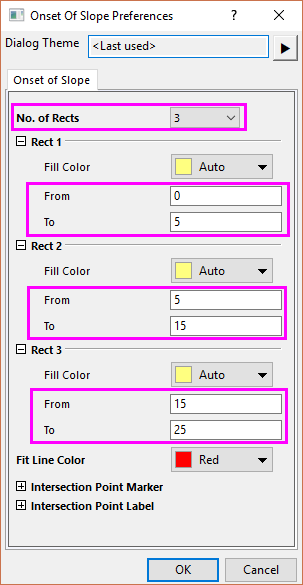 Onset Of Slope Preferences ? ×
Dialog Theme <Last used>
Onset of Slope
No. of Rects 3
Rect 1
Fill Color Auto
From 0
To 5
Rect 2
Fill Color Auto
From 5
To 15
Rect 3
Fill Color Auto
From 15
To 25
Fit Line Color Red
Intersection Point Marker
Intersection Point Label
OK Cancel